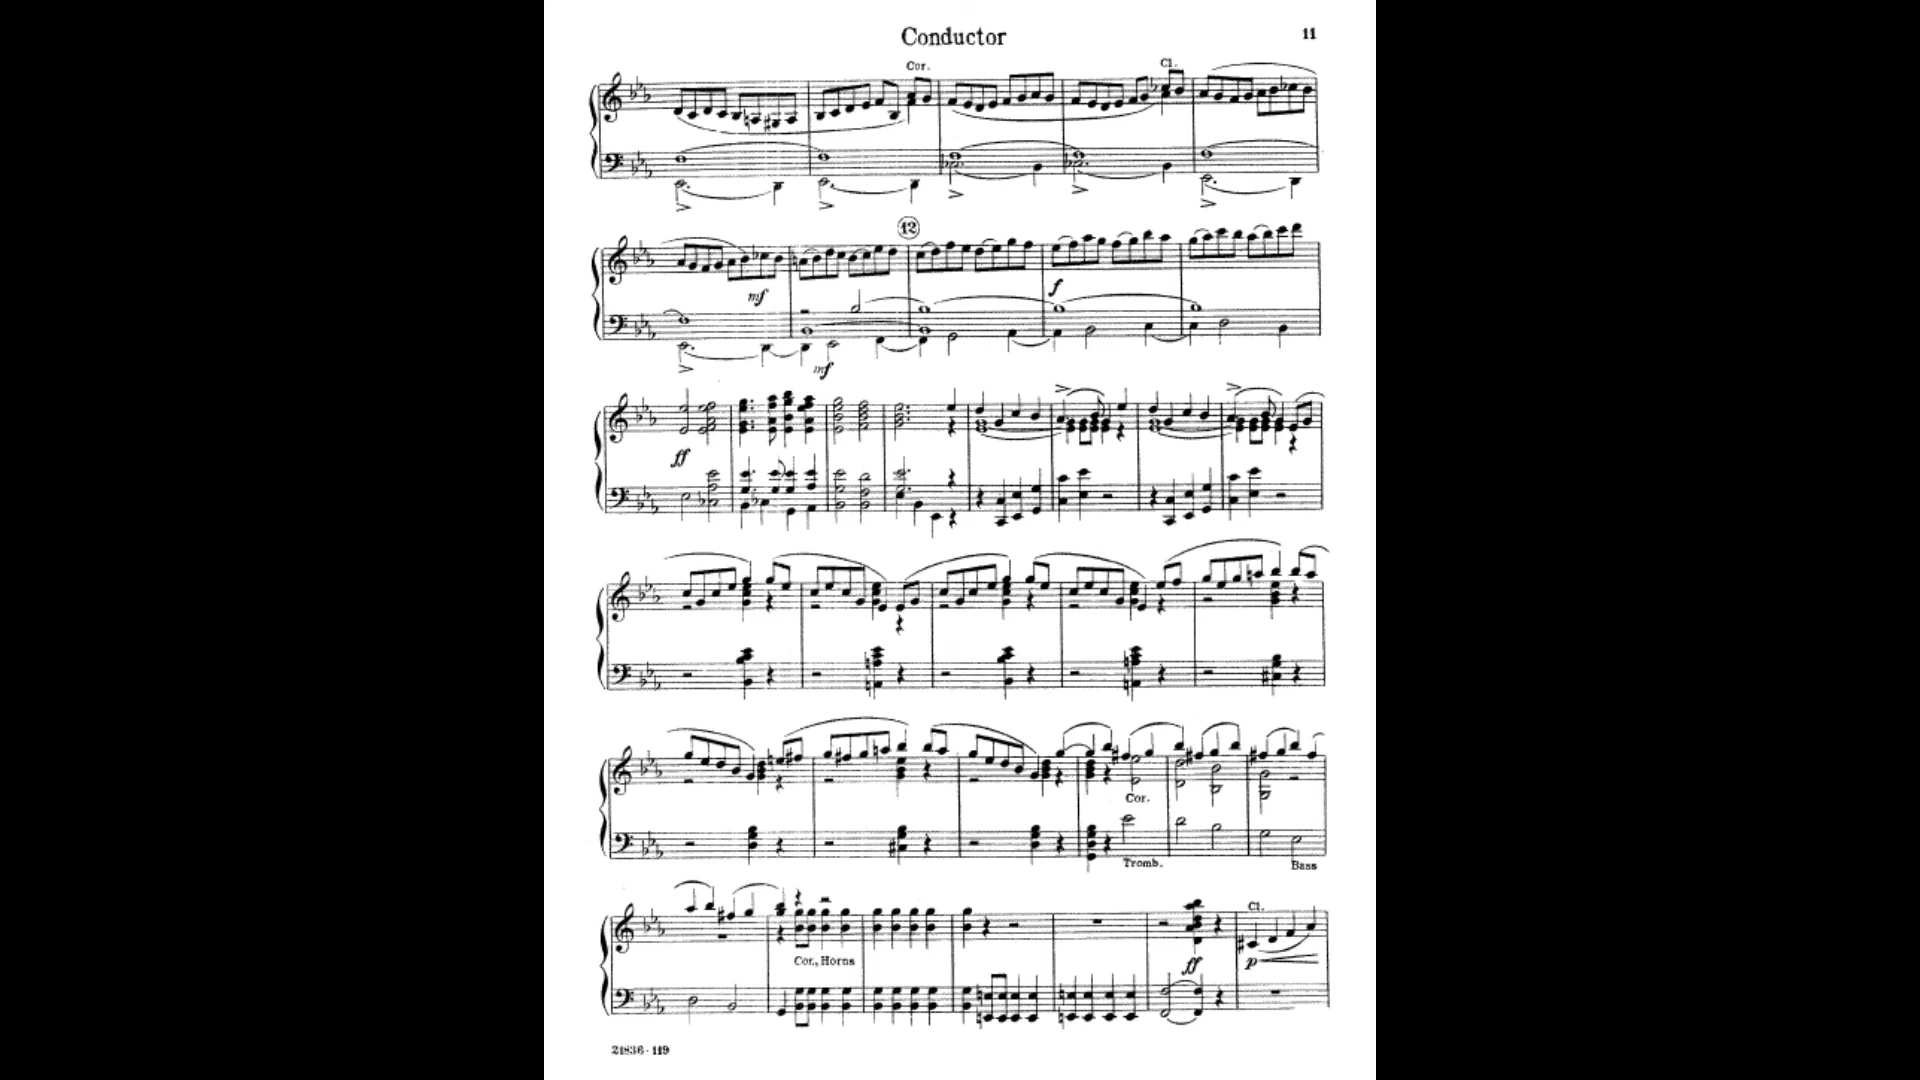 Conductor 11
Cor. Cl.
12
mf f
mf
ff
Cor.
Tromb. Bass
Cl.
Cor., Horns ff p
21836-119